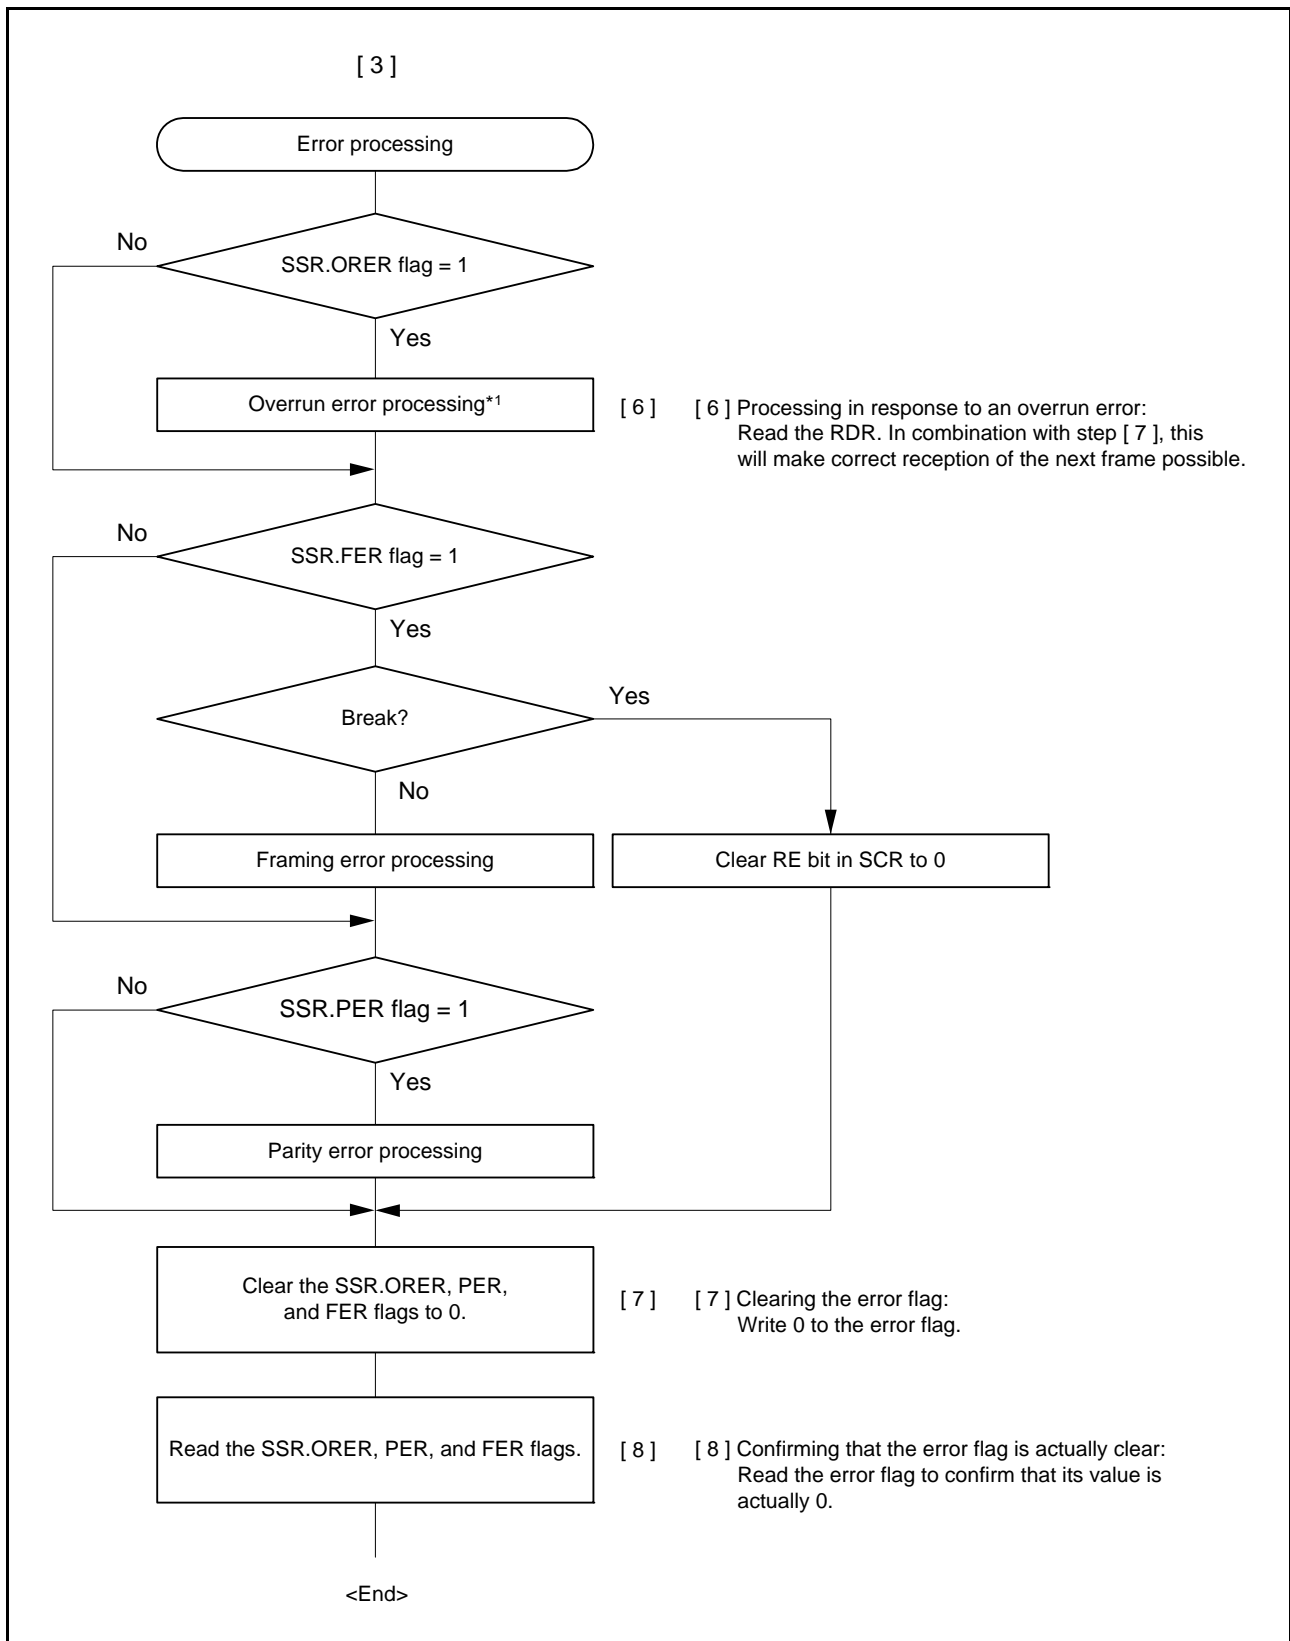 [ 3 ]
Error processing
No
SSR.ORER flag = 1
Yes
Overrun error processing*1
[ 6 ]
[ 6 ] Processing in response to an overrun error:
Read the RDR. In combination with step [ 7 ], this
will make correct reception of the next frame possible.
No
SSR.FER flag = 1
Yes
Break?
Yes
No
Framing error processing
Clear RE bit in SCR to 0
No
SSR.PER flag = 1
Yes
Parity error processing
Clear the SSR.ORER, PER,
and FER flags to 0.
[ 7 ]
[ 7 ] Clearing the error flag:
Write 0 to the error flag.
Read the SSR.ORER, PER, and FER flags.
[ 8 ]
[ 8 ] Confirming that the error flag is actually clear:
Read the error flag to confirm that its value is
actually 0.
<End>